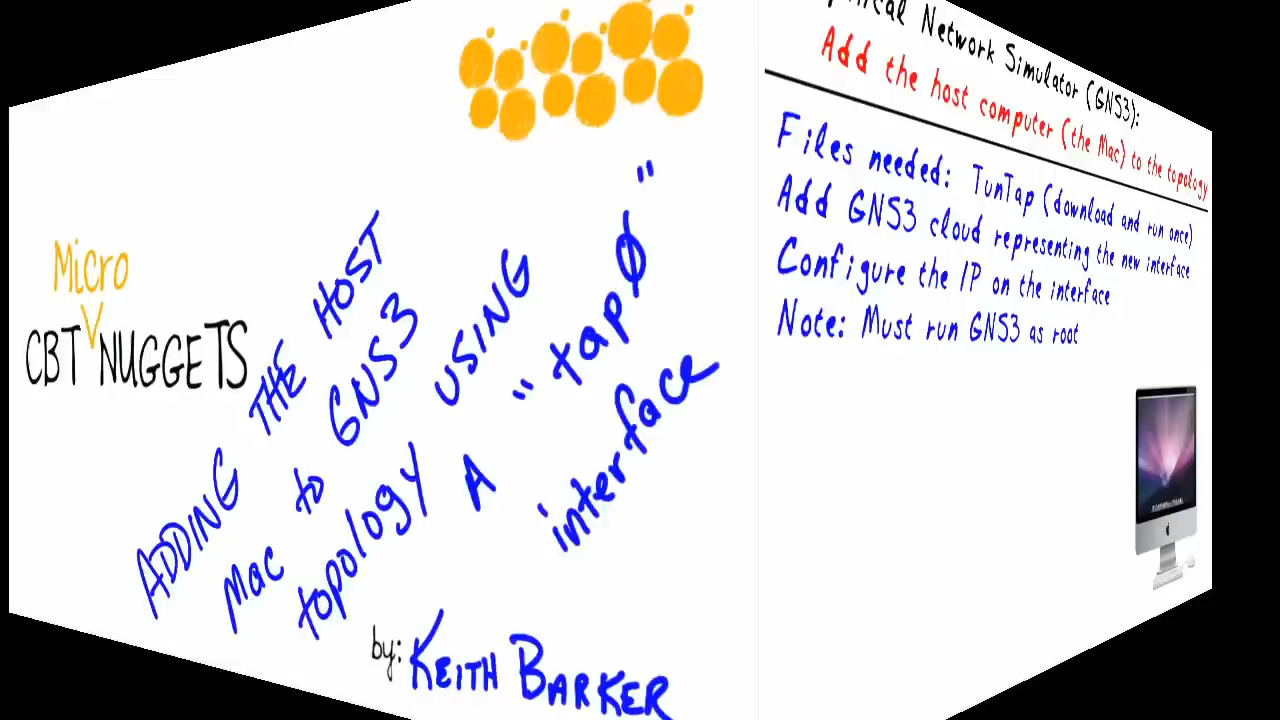 Micro
CBT NUGGETS
ADDING THE HOST
Mac to GNS3
topology USING
A "tap0"
interface
by: KEITH BARKER
Network Simulator (GNS3):
Add the host computer (the Mac) to the topology
Files needed: TunTap (download and run once)
Add GNS3 cloud representing the new interface
Configure the IP on the interface
Note: Must run GNS3 as root